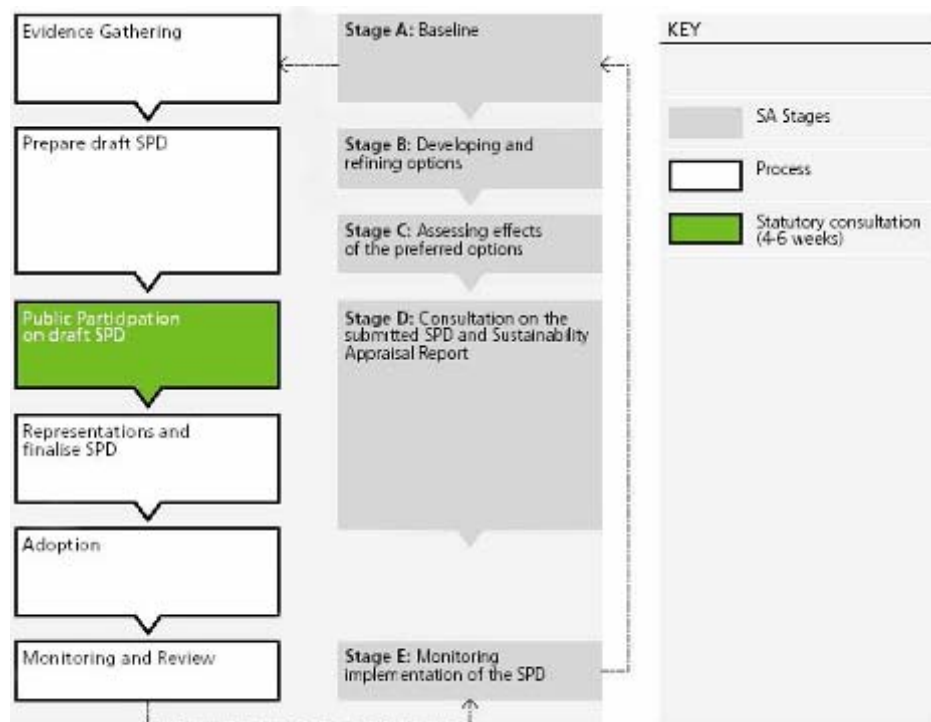 Evidence Gathering
Prepare draft SPD
Public Particpation
on draft SPD
Representations and
finalise SPD
Adoption
Monitoring and Review
Stage A: Baseline
Stage B: Developing and
refining options
Stage C: Assessing effects
of the preferred options
Stage D: Consultation on the
submitted SPD and Sustainability
Appraisal Report
Stage E: Monitoring
implementation of the SPD
KEY
SA Stages
Process
Statutory consultation
(4-6 weeks)